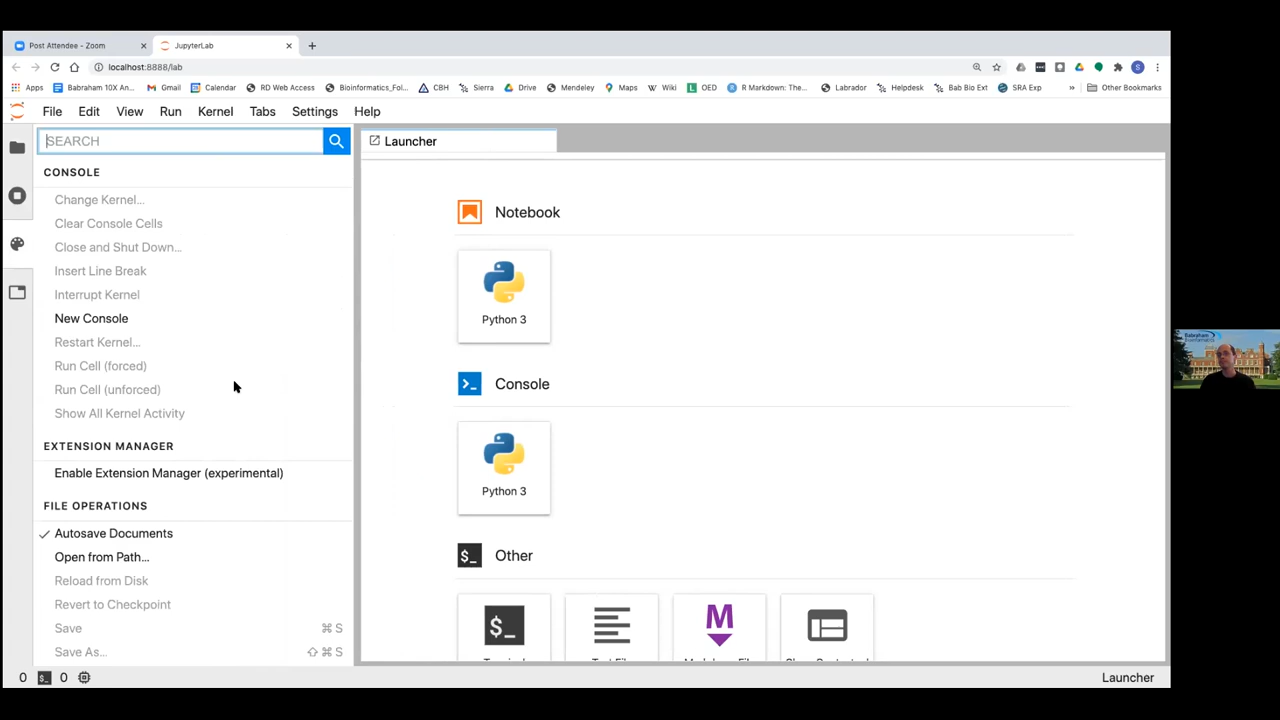 Post Attendee - Zoom
JupyterLab
localhost:8888/lab
Apps
Babraham 10X An...
Gmail
Calendar
RD Web Access
Bioinformatics_Fol...
CBH
Sierra
Drive
Mendeley
Maps
Wiki
OED
R Markdown: The...
Labrador
Helpdesk
Bab Bio Ext
SRA Exp
»
Other Bookmarks
File Edit View Run Kernel Tabs Settings Help
SEARCH
CONSOLE
Change Kernel...
Clear Console Cells
Close and Shut Down...
Insert Line Break
Interrupt Kernel
New Console
Restart Kernel...
Run Cell (forced)
Run Cell (unforced)
Show All Kernel Activity
EXTENSION MANAGER
Enable Extension Manager (experimental)
FILE OPERATIONS
Autosave Documents
Open from Path...
Reload from Disk
Revert to Checkpoint
Save ⌘ S
Save As... ⇧ ⌘ S
Launcher
Notebook
Python 3
Console
Python 3
$_ Other
$_
M
0 $_ 0
Launcher
Babraham
Bioinformatics